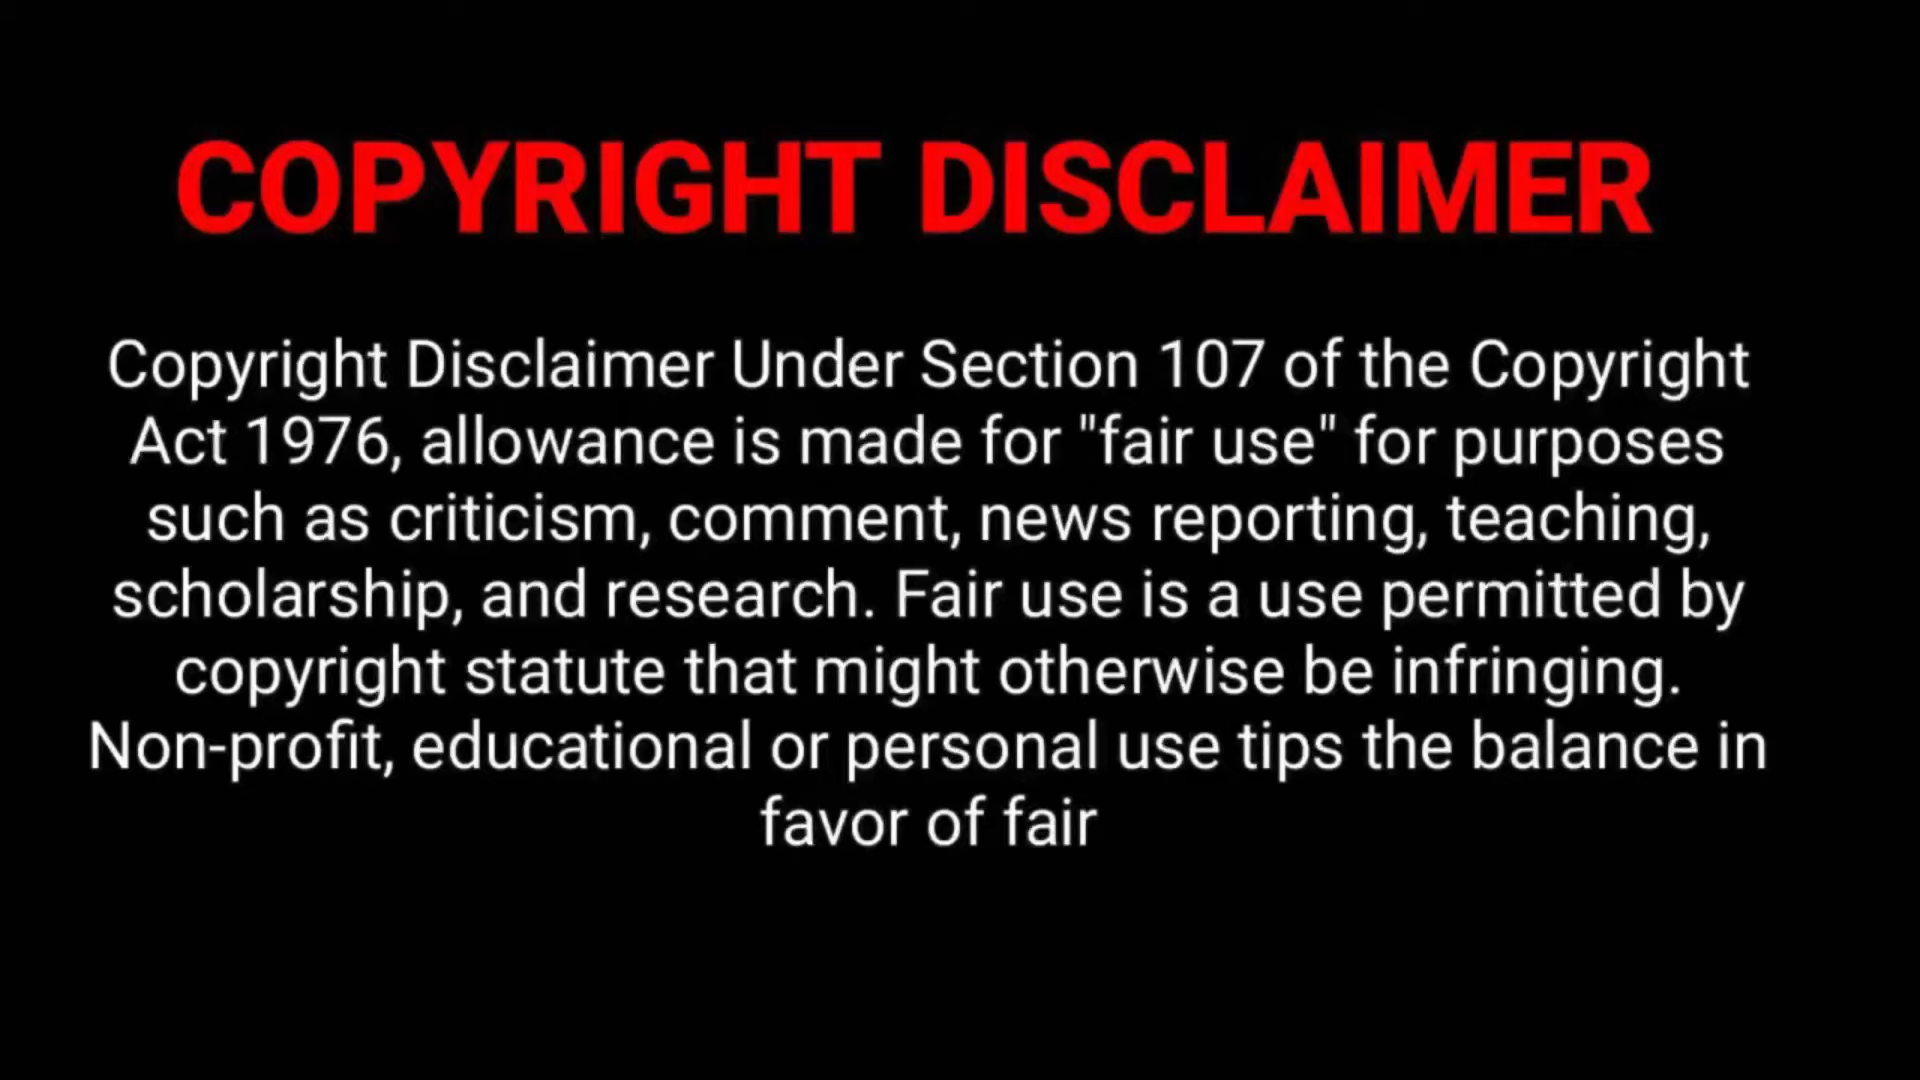 COPYRIGHT DISCLAIMER
Copyright Disclaimer Under Section 107 of the Copyright
Act 1976, allowance is made for "fair use" for purposes
such as criticism, comment, news reporting, teaching,
scholarship, and research. Fair use is a use permitted by
copyright statute that might otherwise be infringing.
Non-profit, educational or personal use tips the balance in
favor of fair